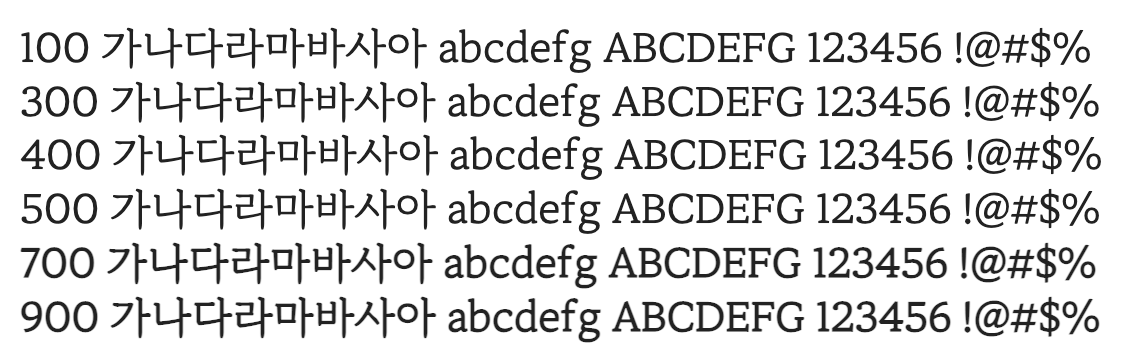 100 가나다라마바사아 abcdefg ABCDEFG 123456 !@#$%
300 가나다라마바사아 abcdefg ABCDEFG 123456 !@#$%
400 가나다라마바사아 abcdefg ABCDEFG 123456 !@#$%
500 가나다라마바사아 abcdefg ABCDEFG 123456 !@#$%
700 가나다라마바사아 abcdefg ABCDEFG 123456 !@#$%
900 가나다라마바사아 abcdefg ABCDEFG 123456 !@#$%